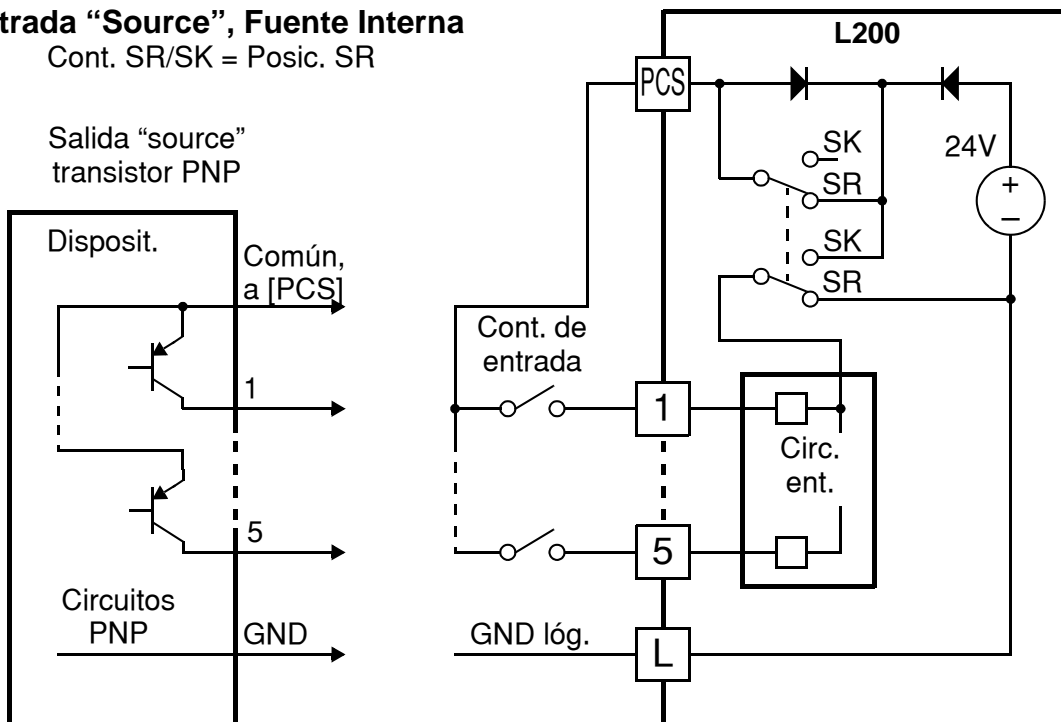 trada “Source”, Fuente Interna
Cont. SR/SK = Posic. SR
L200
PCS
Salida “source”
transistor PNP
SK
24V
SR
+
–
Disposit.
Común,
a [PCS]
SK
SR
Cont. de
entrada
1
1
Circ.
ent.
5
5
Circuitos
PNP
GND
GND lóg.
L